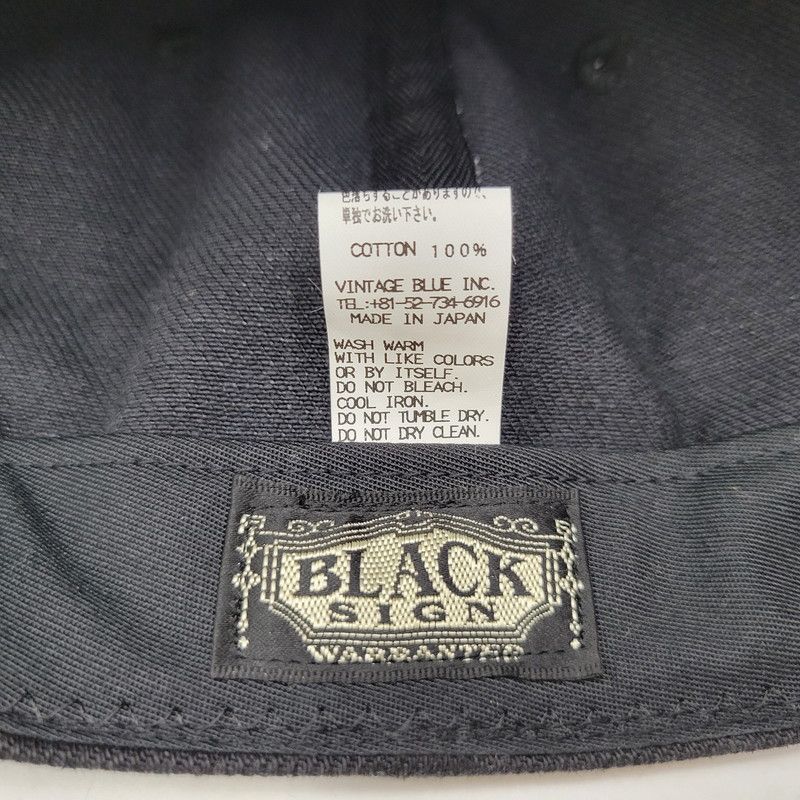 色落ちすることがありますので、
単独でお洗い下さい。
COTTON 100%
VINTAGE BLUE INC.
TEL:+81-52-734-6916
MADE IN JAPAN
WASH WARM
WITH LIKE COLORS
OR BY ITSELF.
DO NOT BLEACH.
COOL IRON.
DO NOT TUMBLE DRY.
DO NOT DRY CLEAN.
BLACK
SIGN
WARRANTED